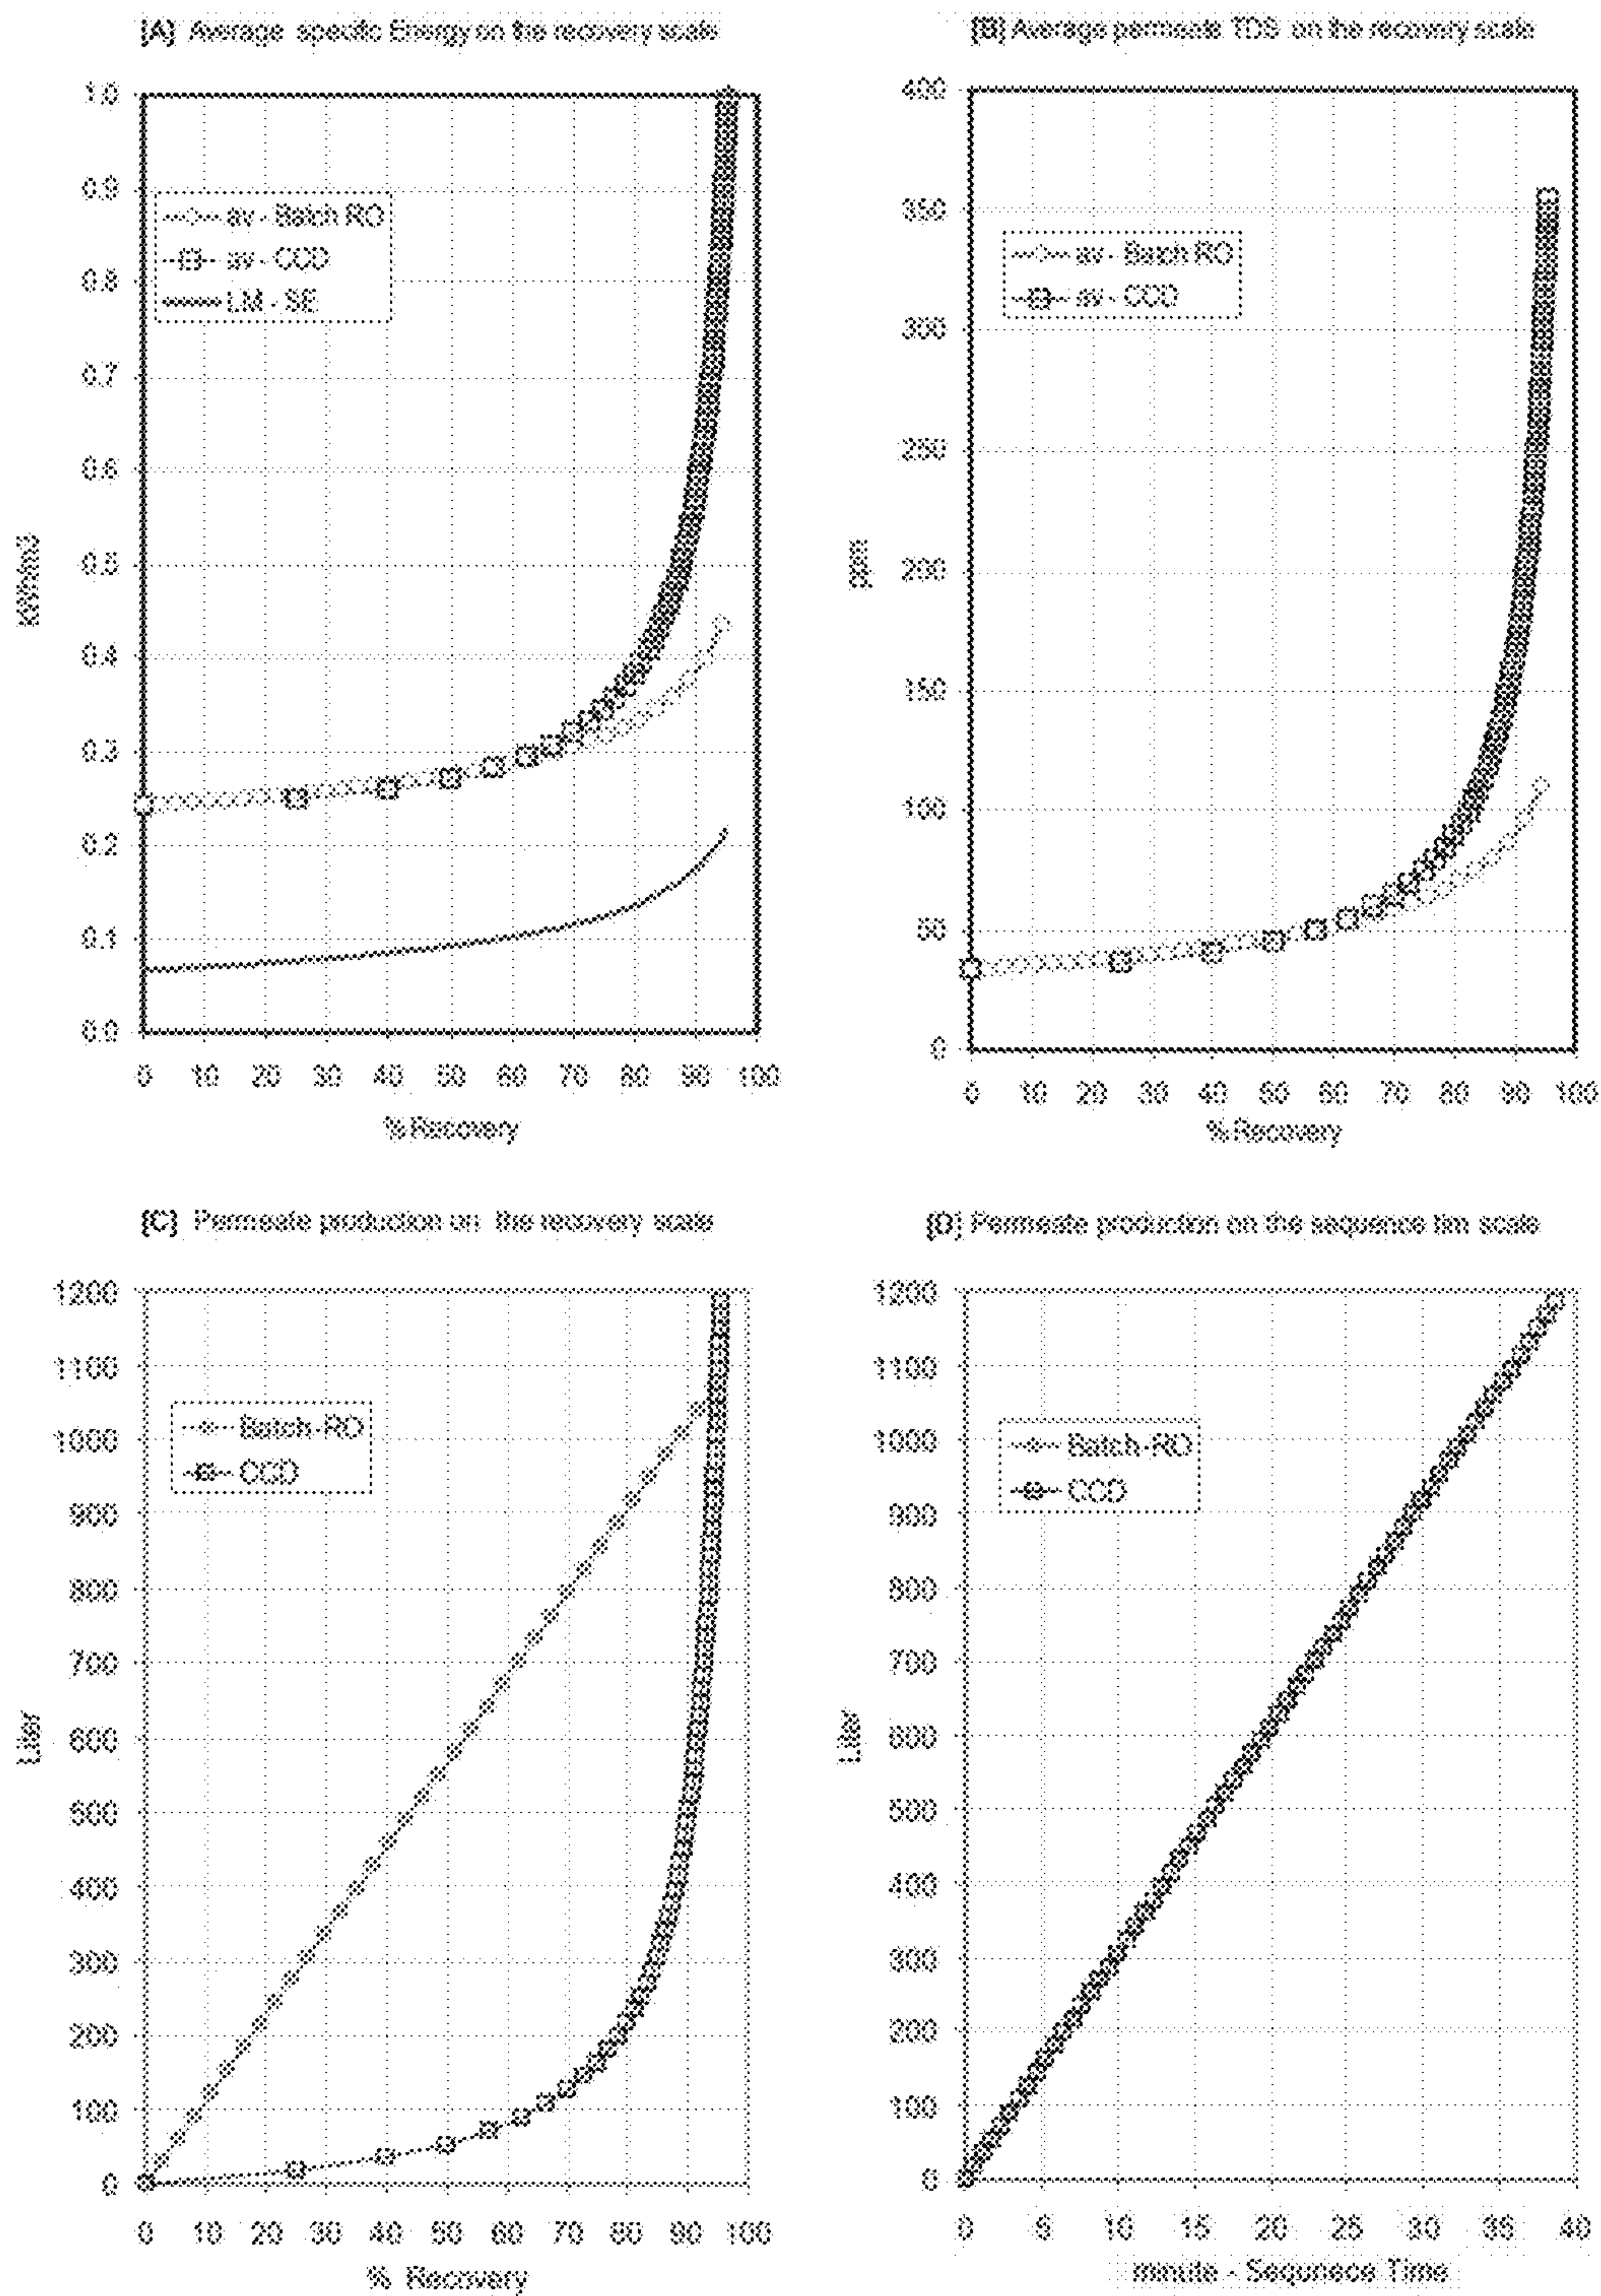 [A] Average specific Energy on the recovery scale
1.0
0.9
0.8
0.7
0.6
0.5
0.4
0.3
0.2
0.1
0.0
av - Batch RO
av - CCD
LM - SE
kWh/m3
0 10 20 30 40 50 60 70 80 90 100
% Recovery
[B] Average permeate TDS on the recovery scale
400
350
300
250
200
150
100
50
0
av - Batch RO
av - CCD
ppm
0 10 20 30 40 50 60 70 80 90 100
% Recovery
[C] Permeate production on the recovery scale
1200
1100
1000
900
800
700
600
500
400
300
200
100
0
Batch-RO
CCD
Liter
0 10 20 30 40 50 60 70 80 90 100
% Recovery
[D] Permeate production on the sequence tim scale
1200
1100
1000
900
800
700
600
500
400
300
200
100
0
Batch-RO
CCD
Liter
0 5 10 15 20 25 30 35 40
minute - Sequnece Time